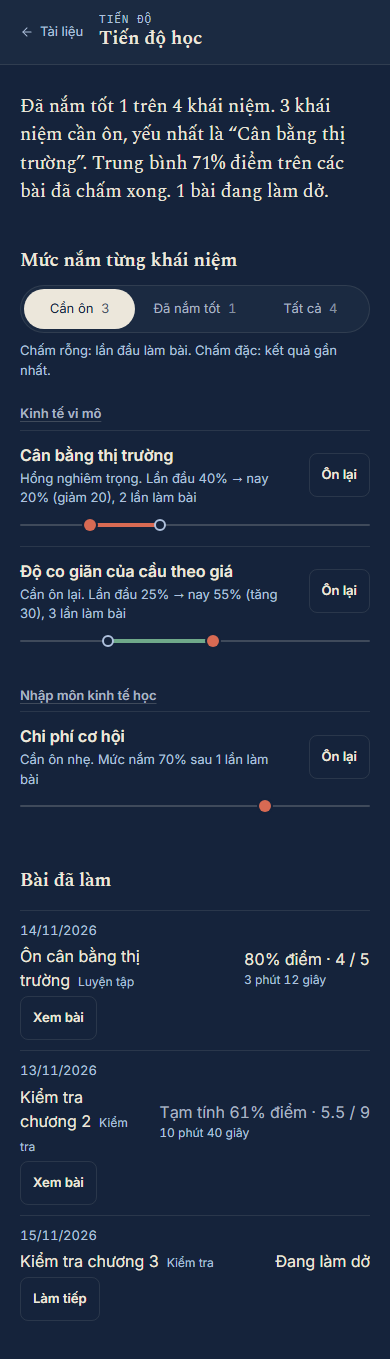 ← Tài liệu
TIẾN ĐỘ
Tiến độ học
Đã nắm tốt 1 trên 4 khái niệm. 3 khái
niệm cần ôn, yếu nhất là “Cân bằng thị
trường”. Trung bình 71% điểm trên các
bài đã chấm xong. 1 bài đang làm dở.
Mức nắm từng khái niệm
Cần ôn 3
Đã nắm tốt 1
Tất cả 4
Chấm rỗng: lần đầu làm bài. Chấm đặc: kết quả gần
nhất.
Kinh tế vi mô
Cân bằng thị trường
Hổng nghiêm trọng. Lần đầu 40% → nay
20% (giảm 20), 2 lần làm bài
Ôn lại
Độ co giãn của cầu theo giá
Cần ôn lại. Lần đầu 25% → nay 55% (tăng
30), 3 lần làm bài
Ôn lại
Nhập môn kinh tế học
Chi phí cơ hội
Cần ôn nhẹ. Mức nắm 70% sau 1 lần làm
bài
Ôn lại
Bài đã làm
14/11/2026
Ôn cân bằng thị
trường Luyện tập
80% điểm · 4 / 5
3 phút 12 giây
Xem bài
13/11/2026
Kiểm tra
chương 2 Kiểm
tra
Tạm tính 61% điểm · 5.5 / 9
10 phút 40 giây
Xem bài
15/11/2026
Kiểm tra chương 3 Kiểm tra
Đang làm dở
Làm tiếp